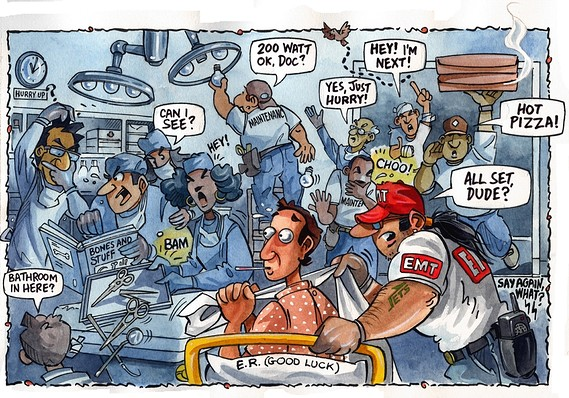 200 WATT
OK, DOC?
HEY! I'M
NEXT!
HURRY UP!
YES, JUST
HURRY!
CAN I
SEE?
HEY!
MAINTENANC
HOT
PIZZA!
CHOO!
ALL SET,
DUDE?
MAINTE
BAM
BONES AND
STUFF
EMT
E
JETS
BATHROOM
IN HERE?
SAY AGAIN,
WHAT?
E.R. (GOOD LUCK)